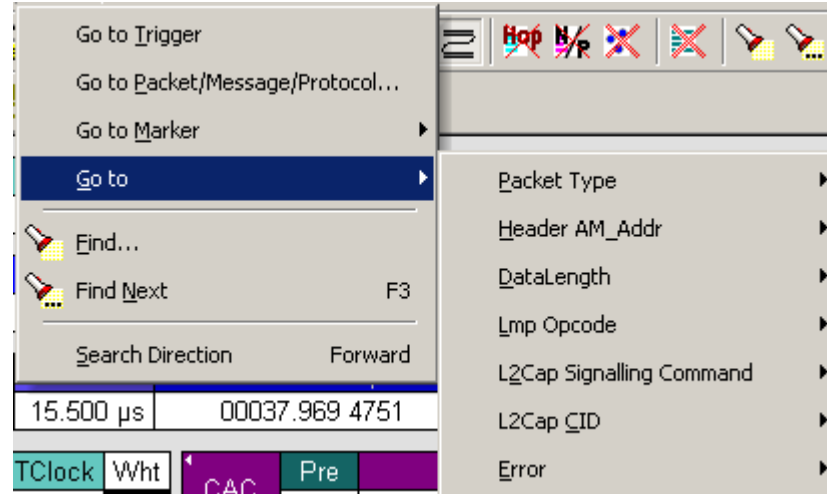 Go to Trigger
Go to Packet/Message/Protocol...
Go to Marker
Go to
Find...
Find Next F3
Search Direction Forward
Hop N/P
Packet Type
Header AM_Addr
DataLength
Lmp Opcode
L2Cap Signalling Command
L2Cap CID
Error
15.500 µs 00037.969 4751
TClock Wht CAC Pre